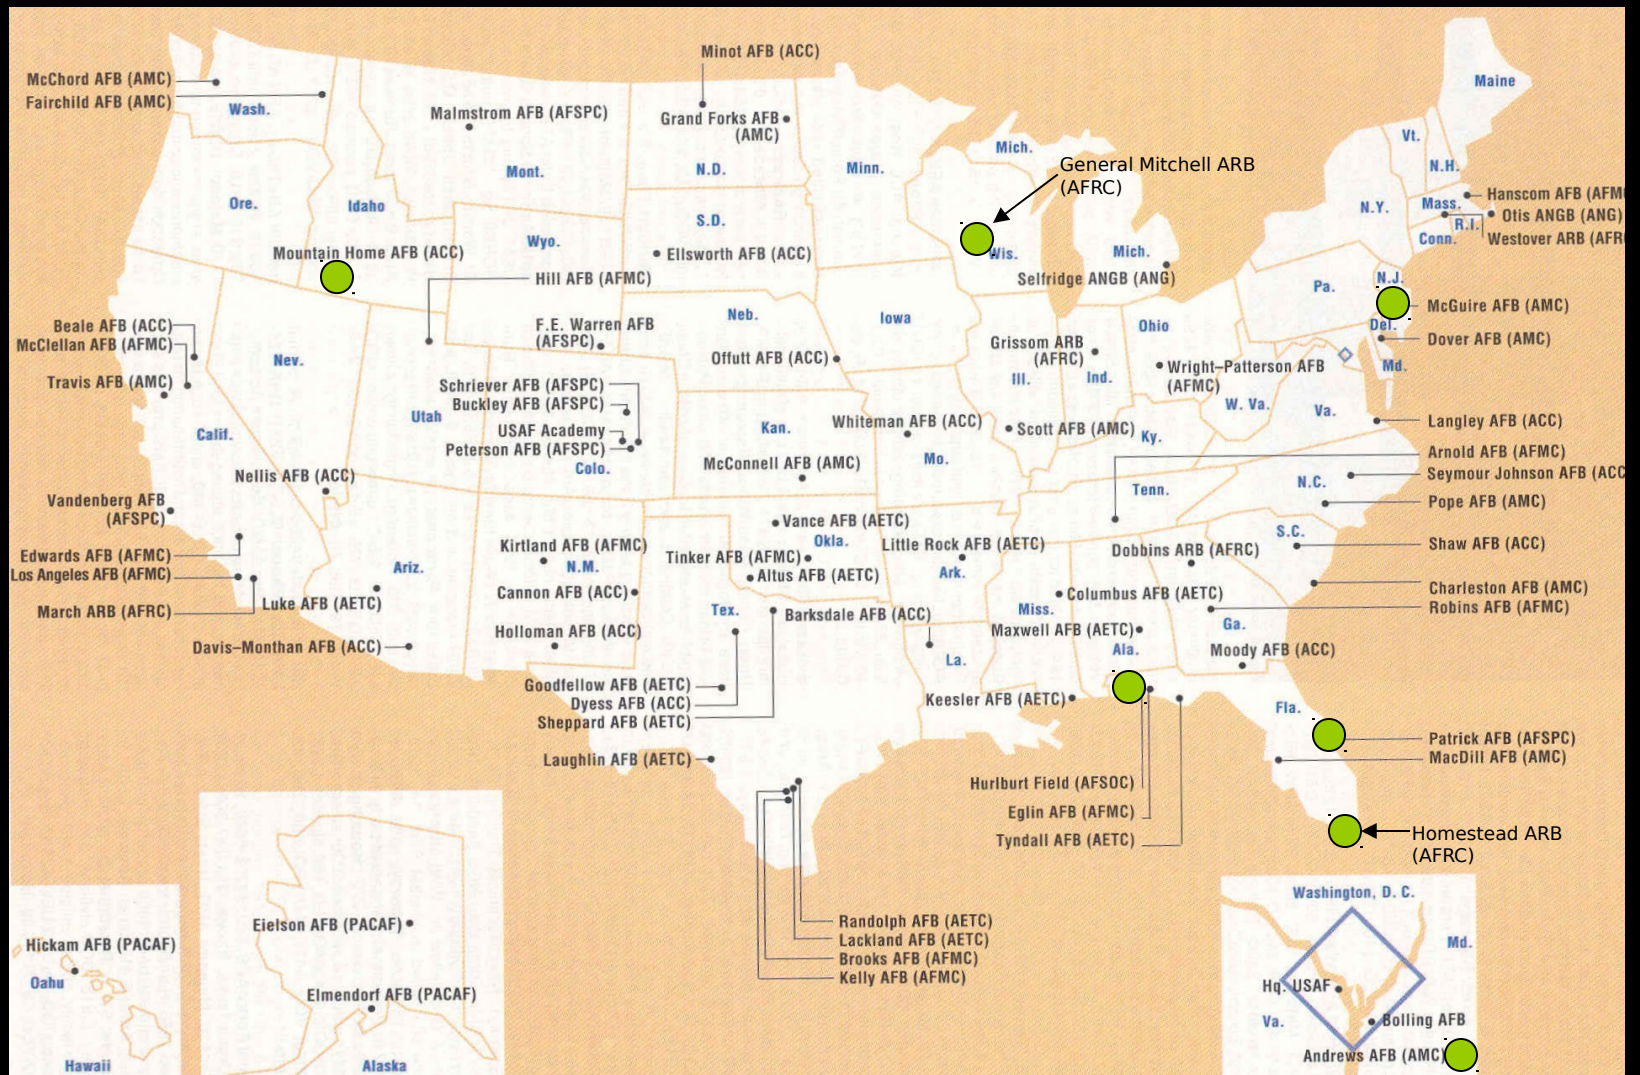 Minot AFB (ACC)
McChord AFB (AMC)
Fairchild AFB (AMC)
Wash.
Malmstrom AFB (AFSPC)
Grand Forks AFB
(AMC)
Maine
Mont.
N.D.
Minn.
Mich.
Vt.
N.H.
General Mitchell ARB
(AFRC)
Ore.
Idaho
S.D.
N.Y.
Mass.
Hanscom AFB (AFM
Otis ANGB (ANG)
R.I.
Conn.
Westover ARB (AFR
Wyo.
Mountain Home AFB (ACC)
Ellsworth AFB (ACC)
Wis.
Mich.
Selfridge ANGB (ANG)
Hill AFB (AFMC)
Pa.
N.J.
McGuire AFB (AMC)
Neb.
Iowa
Ohio
Del.
Dover AFB (AMC)
Beale AFB (ACC)
McClellan AFB (AFMC)
F.E. Warren AFB
(AFSPC)
Nev.
Offutt AFB (ACC)
Grissom ARB
(AFRC)
Wright–Patterson AFB
(AFMC)
Md.
Travis AFB (AMC)
Schriever AFB (AFSPC)
Buckley AFB (AFSPC)
USAF Academy
Peterson AFB (AFSPC)
Utah
Colo.
Ill.
Ind.
W. Va.
Va.
Calif.
Kan.
Whiteman AFB (ACC)
Scott AFB (AMC)
Ky.
Langley AFB (ACC)
McConnell AFB (AMC)
Mo.
Arnold AFB (AFMC)
Seymour Johnson AFB (ACC
Nellis AFB (ACC)
Tenn.
N.C.
Pope AFB (AMC)
Vandenberg AFB
(AFSPC)
Vance AFB (AETC)
Okla.
S.C.
Edwards AFB (AFMC)
Los Angeles AFB (AFMC)
Kirtland AFB (AFMC)
N.M.
Tinker AFB (AFMC)
Altus AFB (AETC)
Little Rock AFB (AETC)
Ark.
Dobbins ARB (AFRC)
Shaw AFB (ACC)
Ariz.
March ARB (AFRC)
Luke AFB (AETC)
Cannon AFB (ACC)
Tex.
Barksdale AFB (ACC)
Columbus AFB (AETC)
Miss.
Charleston AFB (AMC)
Robins AFB (AFMC)
Davis–Monthan AFB (ACC)
Holloman AFB (ACC)
Maxwell AFB (AETC)
Ala.
Ga.
Moody AFB (ACC)
La.
Goodfellow AFB (AETC)
Dyess AFB (ACC)
Sheppard AFB (AETC)
Keesler AFB (AETC)
Fla.
Laughlin AFB (AETC)
Patrick AFB (AFSPC)
MacDill AFB (AMC)
Hurlburt Field (AFSOC)
Eglin AFB (AFMC)
Tyndall AFB (AETC)
Homestead ARB
(AFRC)
Randolph AFB (AETC)
Lackland AFB (AETC)
Brooks AFB (AFMC)
Kelly AFB (AFMC)
Hickam AFB (PACAF)
Oahu
Hawaii
Eielson AFB (PACAF)
Elmendorf AFB (PACAF)
Alaska
Washington, D. C.
Md.
Hq. USAF
Va.
Bolling AFB
Andrews AFB (AMC)